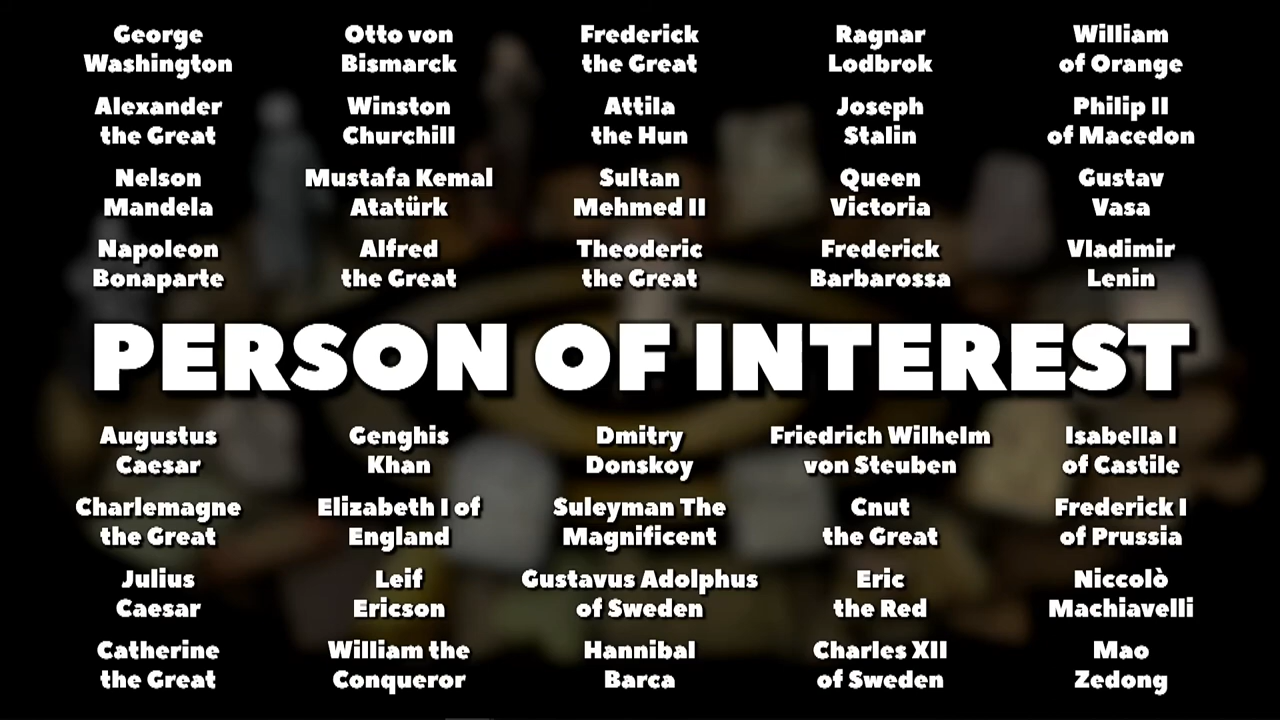 George
Washington
Otto von
Bismarck
Frederick
the Great
Ragnar
Lodbrok
William
of Orange
Alexander
the Great
Winston
Churchill
Attila
the Hun
Joseph
Stalin
Philip II
of Macedon
Nelson
Mandela
Mustafa Kemal
Atatürk
Sultan
Mehmed II
Queen
Victoria
Gustav
Vasa
Napoleon
Bonaparte
Alfred
the Great
Theoderic
the Great
Frederick
Barbarossa
Vladimir
Lenin
PERSON OF INTEREST
Augustus
Caesar
Genghis
Khan
Dmitry
Donskoy
Friedrich Wilhelm
von Steuben
Isabella I
of Castile
Charlemagne
the Great
Elizabeth I of
England
Suleyman The
Magnificent
Cnut
the Great
Frederick I
of Prussia
Julius
Caesar
Leif
Ericson
Gustavus Adolphus
of Sweden
Eric
the Red
Niccolò
Machiavelli
Catherine
the Great
William the
Conqueror
Hannibal
Barca
Charles XII
of Sweden
Mao
Zedong